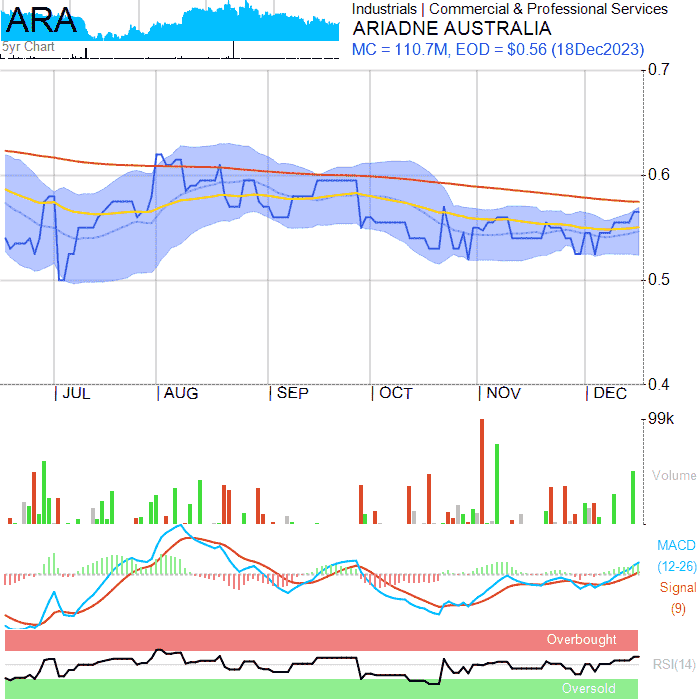 ARA
5yr Chart
Industrials | Commercial & Professional Services
ARIADNE AUSTRALIA
MC = 110.7M, EOD = $0.56 (18Dec2023)
0.7
0.6
0.5
0.4
JUL AUG SEP OCT NOV DEC
99k
Volume
MACD
(12-26)
Signal
(9)
Overbought
RSI(14)
Oversold